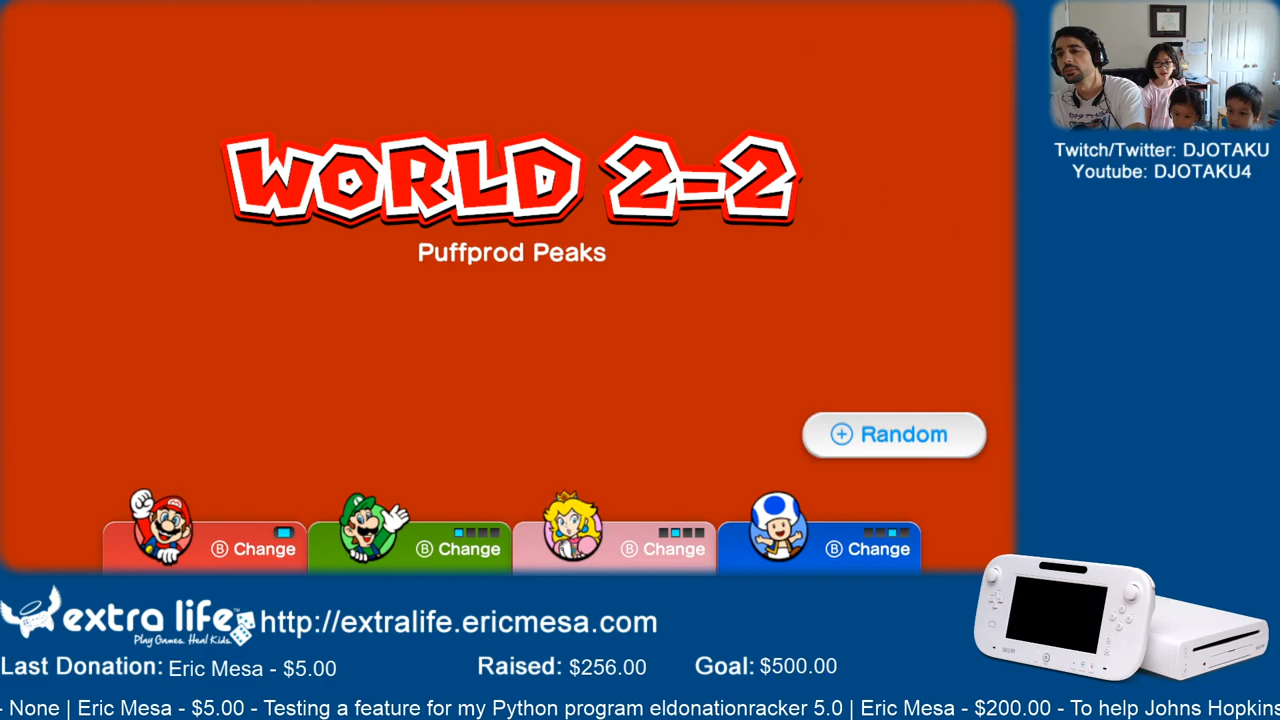 WORLD 2-2
Puffprod Peaks
Twitch/Twitter: DJOTAKU
Youtube: DJOTAKU4
+ Random
B Change
B Change
B Change
B Change
extra life
Play Games. Heal Kids.
http://extralife.ericmesa.com
Last Donation: Eric Mesa - $5.00
Raised: $256.00
Goal: $500.00
- None | Eric Mesa - $5.00 - Testing a feature for my Python program eldonationracker 5.0 | Eric Mesa - $200.00 - To help Johns Hopkins